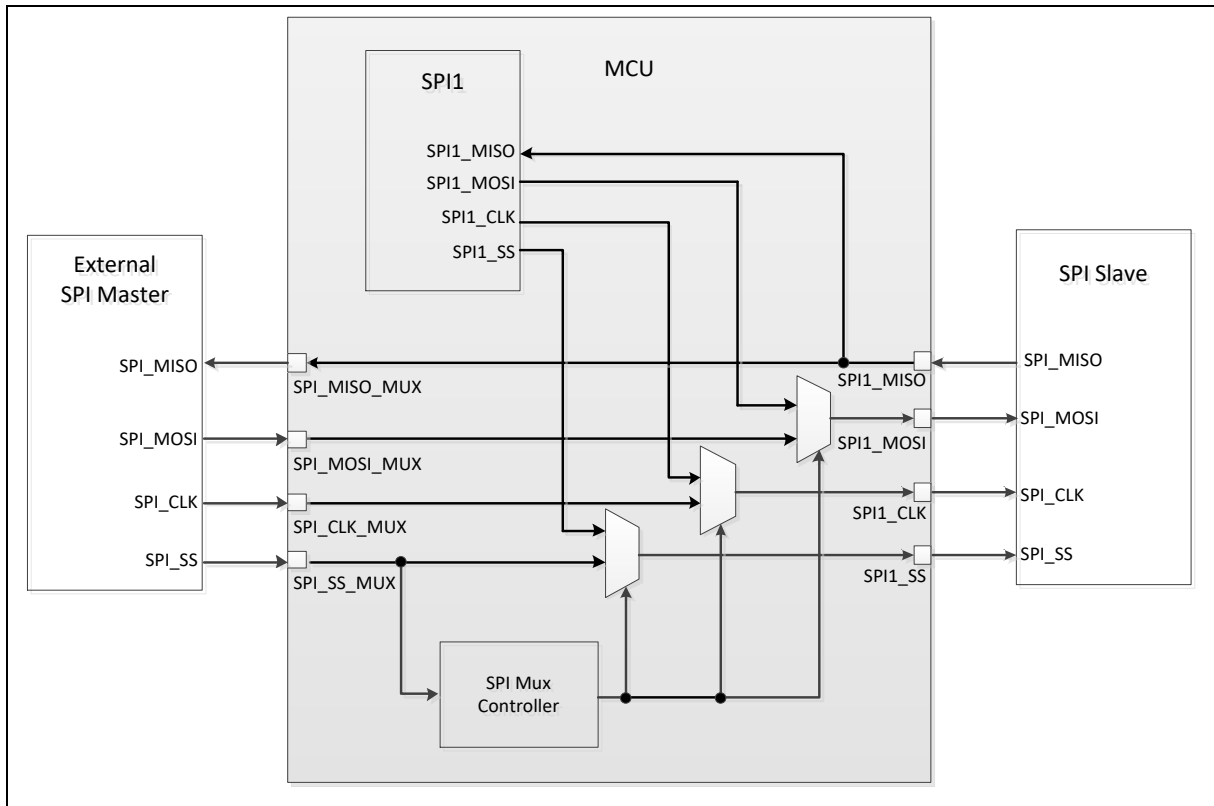 MCU
SPI1
SPI1_MISO
SPI1_MOSI
SPI1_CLK
SPI1_SS
External
SPI Master
SPI_MISO
SPI_MOSI
SPI_CLK
SPI_SS
SPI_MISO_MUX
SPI_MOSI_MUX
SPI_CLK_MUX
SPI_SS_MUX
SPI Mux
Controller
SPI1_MISO
SPI1_MOSI
SPI1_CLK
SPI1_SS
SPI Slave
SPI_MISO
SPI_MOSI
SPI_CLK
SPI_SS